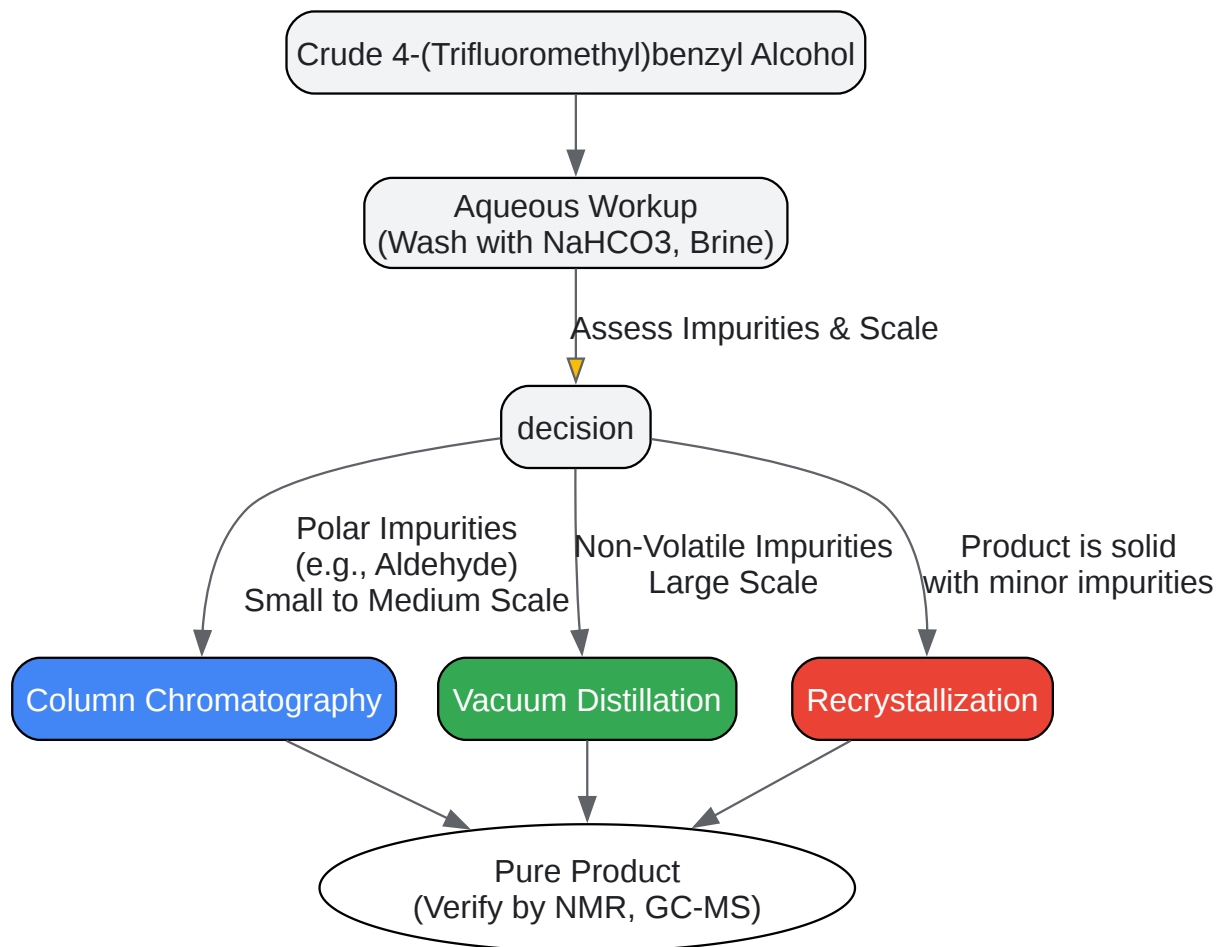 Crude 4-(Trifluoromethyl)benzyl Alcohol
Aqueous Workup
(Wash with NaHCO3, Brine)
Assess Impurities & Scale
decision
Polar Impurities
(e.g., Aldehyde)
Small to Medium Scale
Non-Volatile Impurities
Large Scale
Product is solid
with minor impurities
Column Chromatography
Vacuum Distillation
Recrystallization
Pure Product
(Verify by NMR, GC-MS)